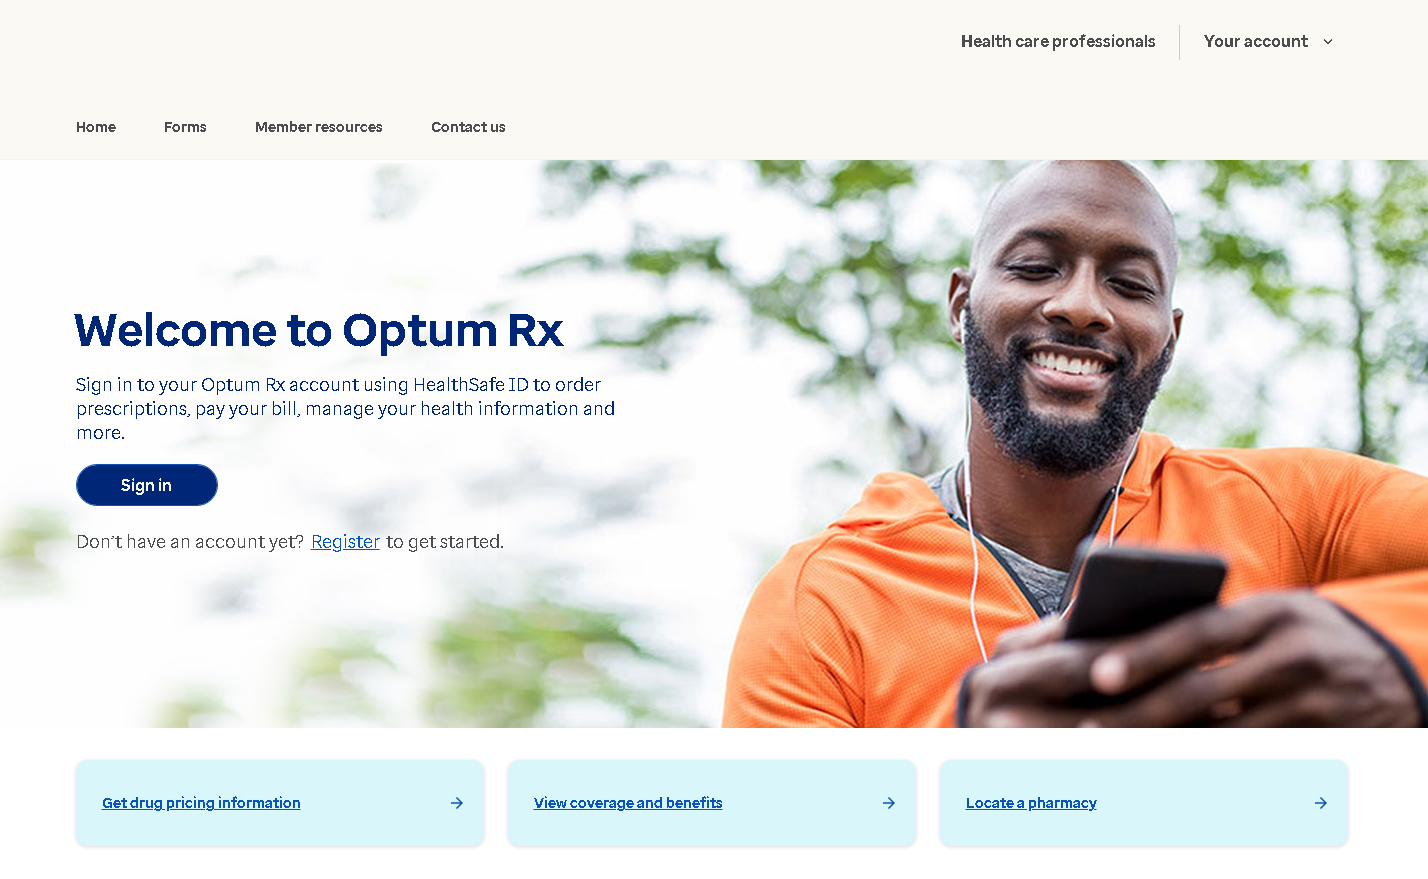 Health care professionals
Your account
Home
Forms
Member resources
Contact us
Welcome to Optum Rx
Sign in to your Optum Rx account using HealthSafe ID to order
prescriptions, pay your bill, manage your health information and
more.
Sign in
Don't have an account yet? Register to get started.
Get drug pricing information
View coverage and benefits
Locate a pharmacy